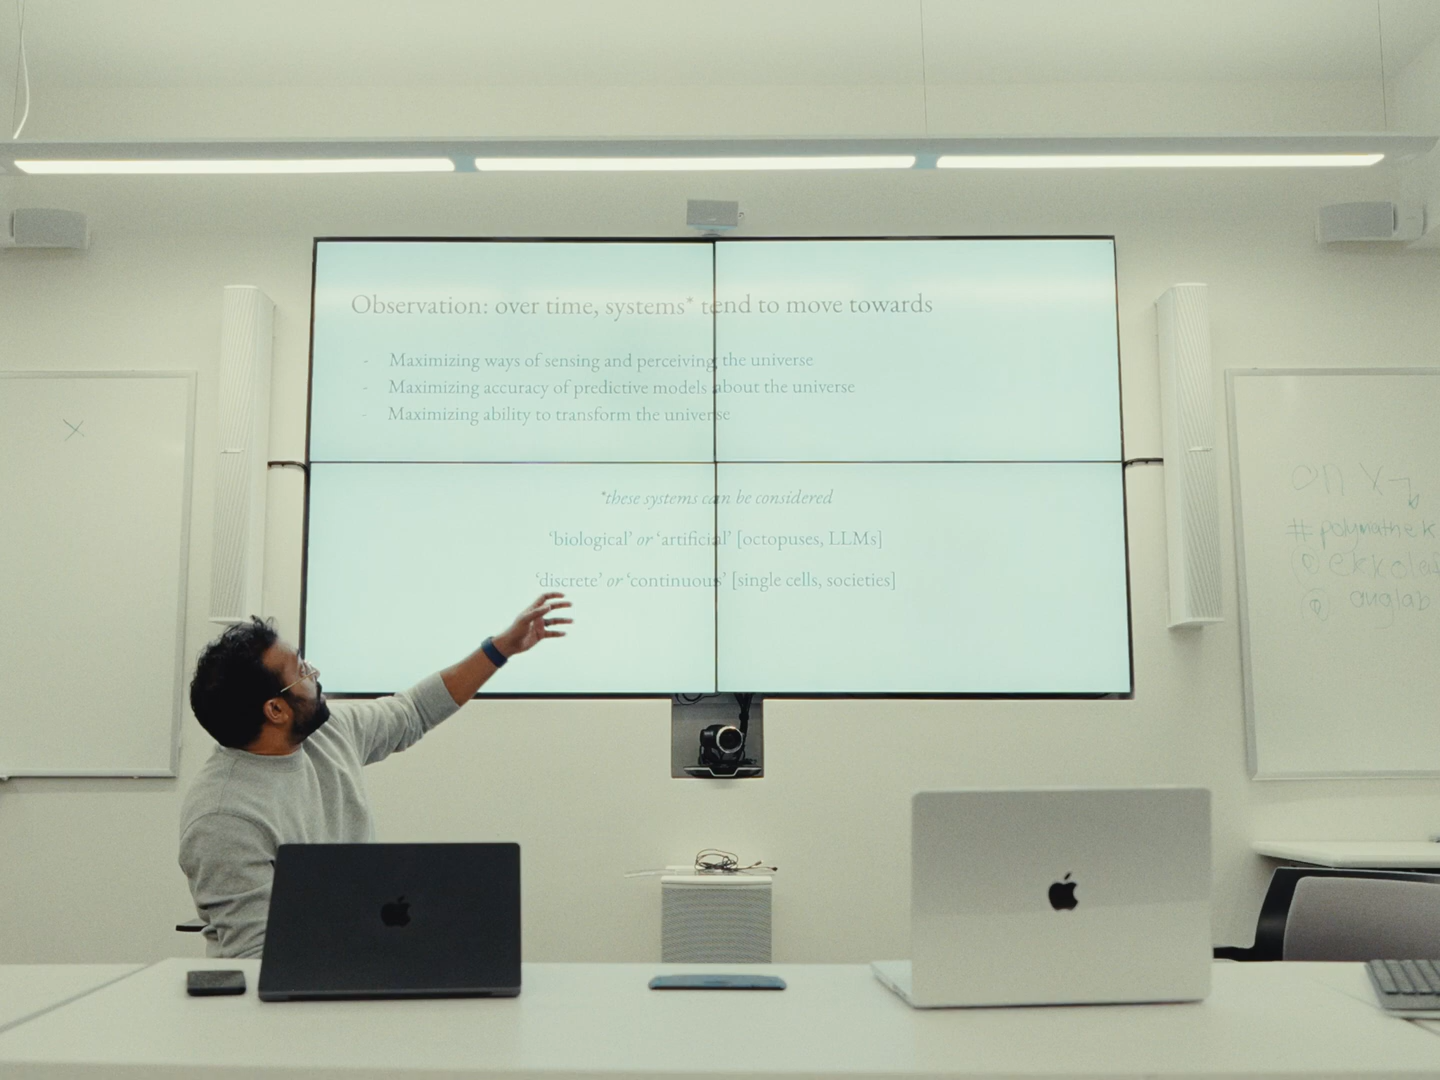 Observation: over time, systems* tend to move towards
- Maximizing ways of sensing and perceiving the universe
- Maximizing accuracy of predictive models about the universe
- Maximizing ability to transform the universe
*these systems can be considered
‘biological’ or ‘artificial’ [octopuses, LLMs]
‘discrete’ or ‘continuous’ [single cells, societies]
X
on X
#polymathek
auglab